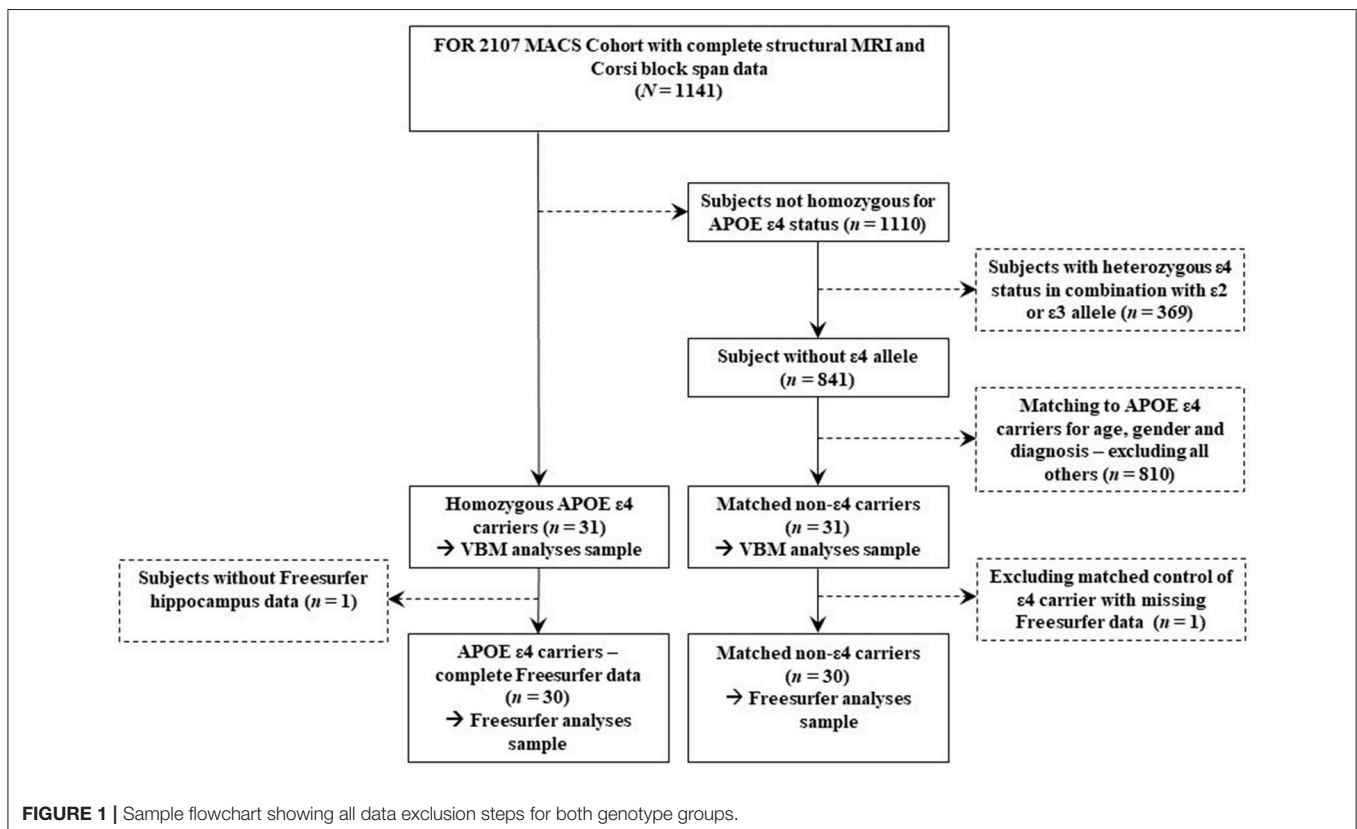 FOR 2107 MACS Cohort with complete structural MRI and
Corsi block span data
(N = 1141)
Subjects not homozygous for
APOE ε4 status (n = 1110)
Subjects with heterozygous ε4
status in combination with ε2
or ε3 allele (n = 369)
Subject without ε4 allele
(n = 841)
Matching to APOE ε4
carriers for age, gender and
diagnosis – excluding all
others (n = 810)
Homozygous APOE ε4
carriers (n = 31)
→ VBM analyses sample
Matched non-ε4 carriers
(n = 31)
→ VBM analyses sample
Subjects without Freesurfer
hippocampus data (n = 1)
Excluding matched control of
ε4 carrier with missing
Freesurfer data (n = 1)
APOE ε4 carriers –
complete Freesurfer data
(n = 30)
→ Freesurfer analyses
sample
Matched non-ε4 carriers
(n = 30)
→ Freesurfer analyses
sample
FIGURE 1 | Sample flowchart showing all data exclusion steps for both genotype groups.